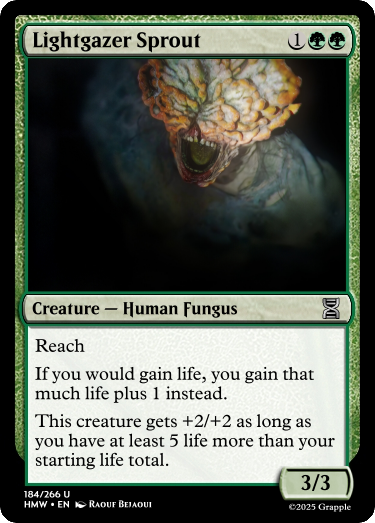 Lightgazer Sprout 1
Creature — Human Fungus
Reach
If you would gain life, you gain that
much life plus 1 instead.
This creature gets +2/+2 as long as
you have at least 5 life more than your
starting life total.
3/3
184/266 U
HMW • EN Raouf Bejaoui
©2025 Grapple